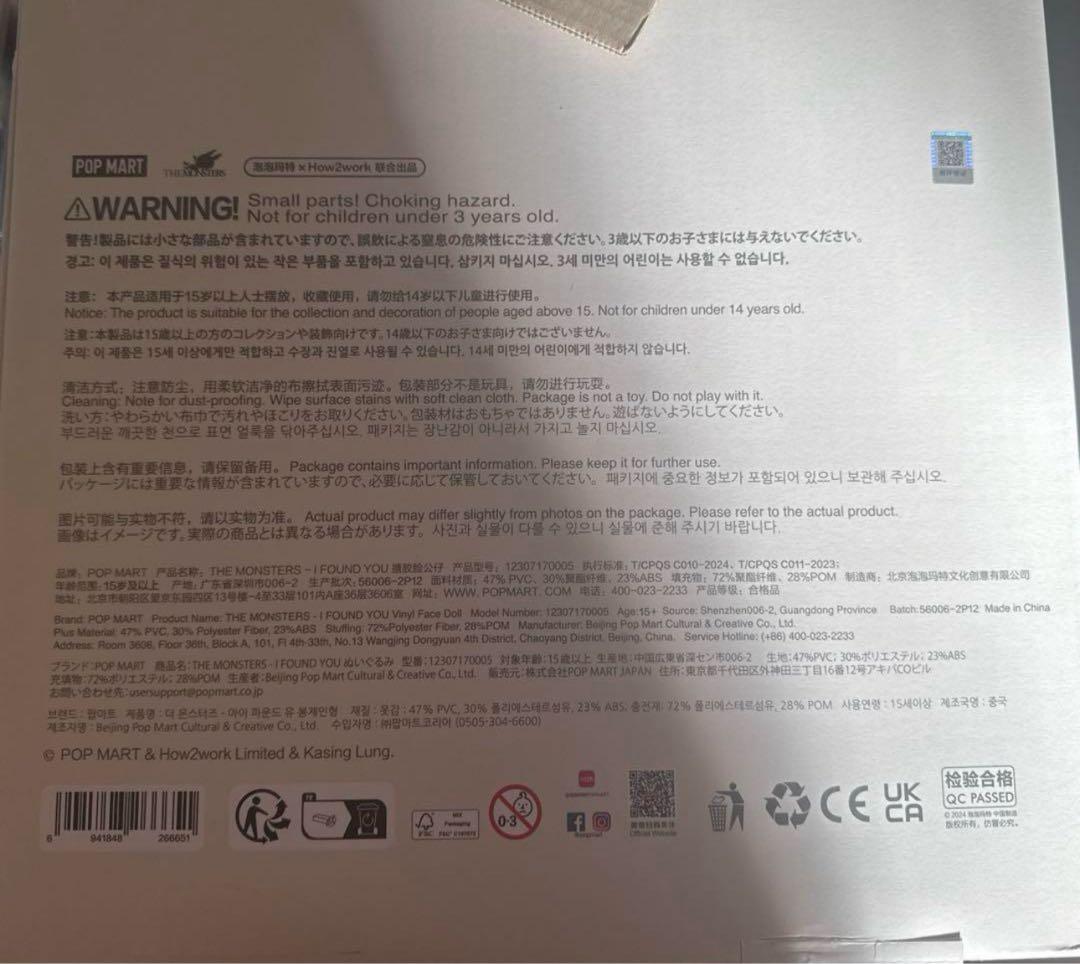 POP MART THE MONSTERS 泡泡玛特×How2work 联合出品
WARNING! Small parts! Choking hazard.
Not for children under 3 years old.
警告!製品には小さな部品が含まれていますので、誤飲による窒息の危険性にご注意ください。3歳以下のお子さまには与えないでください。
경고: 이 제품은 질식의 위험이 있는 작은 부품을 포함하고 있습니다. 삼키지 마십시오. 3세 미만의 어린이는 사용할 수 없습니다.
注意：本产品适用于15岁以上人士摆放，收藏使用，请勿给14岁以下儿童进行使用。
Notice: The product is suitable for the collection and decoration of people aged above 15. Not for children under 14 years old.
注意:本製品は15歳以上の方のコレクションや装飾向けです。14歳以下のお子さま向けではございません。
주의: 이 제품은 15세 이상에게만 적합하고 수장과 진열로 사용될 수 있습니다. 14세 미만의 어린이에게 적합하지 않습니다.
清洁方式：注意防尘，用柔软洁净的布擦拭表面污迹。包装部分不是玩具，请勿进行玩耍。
Cleaning: Note for dust-proofing. Wipe surface stains with soft clean cloth. Package is not a toy. Do not play with it.
洗い方:やわらかい布巾で汚れやほこりをお取りください。包装材はおもちゃではありません。遊ばないようにしてください。
부드러운 깨끗한 천으로 표면 얼룩을 닦아주십시오. 패키지는 장난감이 아니라서 가지고 놀지 마십시오.
包装上含有重要信息，请保留备用。 Package contains important information. Please keep it for further use.
パッケージには重要な情報が含まれていますので、必要に応じて保管しておいてください。 패키지에 중요한 정보가 포함되어 있으니 보관해 주십시오.
图片可能与实物不符，请以实物为准。 Actual product may differ slightly from photos on the package. Please refer to the actual product.
画像はイメージです。実際の商品とは異なる場合があります。 사진과 실물이 다를 수 있으니 실물에 준해 주시기 바랍니다.
品牌：POP MART 产品名称：THE MONSTERS - I FOUND YOU 搪胶脸公仔 产品型号：12307170005 执行标准：T/CPQS C010-2024、T/CPQS C011-2023;
年龄范围: 15岁及以上 产地: 广东省深圳市006-2 生产批次: 56006-2P12 面料材质: 47% PVC、30%聚酯纤维、23%ABS 填充物: 72%聚酯纤维、28%POM 制造商: 北京泡泡玛特文化创意有限公司
地址: 北京市朝阳区望京东园四区13号楼-4至33层101内A座36层3606室 网址: WWW. POPMART. COM 电话: 400-023-2233 产品等级: 合格品
Brand: POP MART Product Name: THE MONSTERS - I FOUND YOU Vinyl Face Doll Model Number: 12307170005 Age:15+ Source: Shenzhen006-2, Guangdong Province Batch:56006-2P12 Made in China
Plus Material: 47% PVC, 30% Polyester Fiber, 23%ABS Stuffing: 72%Polyester Fiber, 28%POM Manufacturer: Beijing Pop Mart Cultural & Creative Co., Ltd.
Address: Room 3606, Floor 36th, Block A, 101, Fl 4th-33th, No.13 Wangjing Dongyuan 4th District, Chaoyang District, Beijing, China. Service Hotline: (+86) 400-023-2233
ブランド:POP MART 商品名:THE MONSTERS - I FOUND YOU ぬいぐるみ 型番:12307170005 対象年齢:15歳以上 生産地:中国広東省深セン市006-2 生地:47%PVC; 30%ポリエステル; 23%ABS
充填物:72%ポリエステル; 28%POM 生産者:Beijing Pop Mart Cultural & Creative Co., Ltd. 販売元:株式会社POP MART JAPAN 住所:東京都千代田区外神田三丁目16番12号アキバCOビル
お問い合わせ先:usersupport@popmart.co.jp
브랜드 : 팝마트 제품명 : 더 몬스터즈 - 아이 파운드 유 봉제인형 재질 : 옷감 : 47% PVC, 30% 폴리에스테르섬유, 23% ABS. 충전재: 72% 폴리에스테르섬유, 28% POM 사용연령 : 15세이상 제조국명 : 중국
제조자명 : Beijing Pop Mart Cultural & Creative Co., Ltd. 수입자명 : ㈜팝마트코리아 (0505-304-6600)
© POP MART & How2work Limited & Kasing Lung.
6 941848 266651
FSC MIX Packaging
0-3
Official Website
CE
UK CA
检验合格
QC PASSED
©2024 泡泡玛特 中国制造
版权所有，仿冒必究。